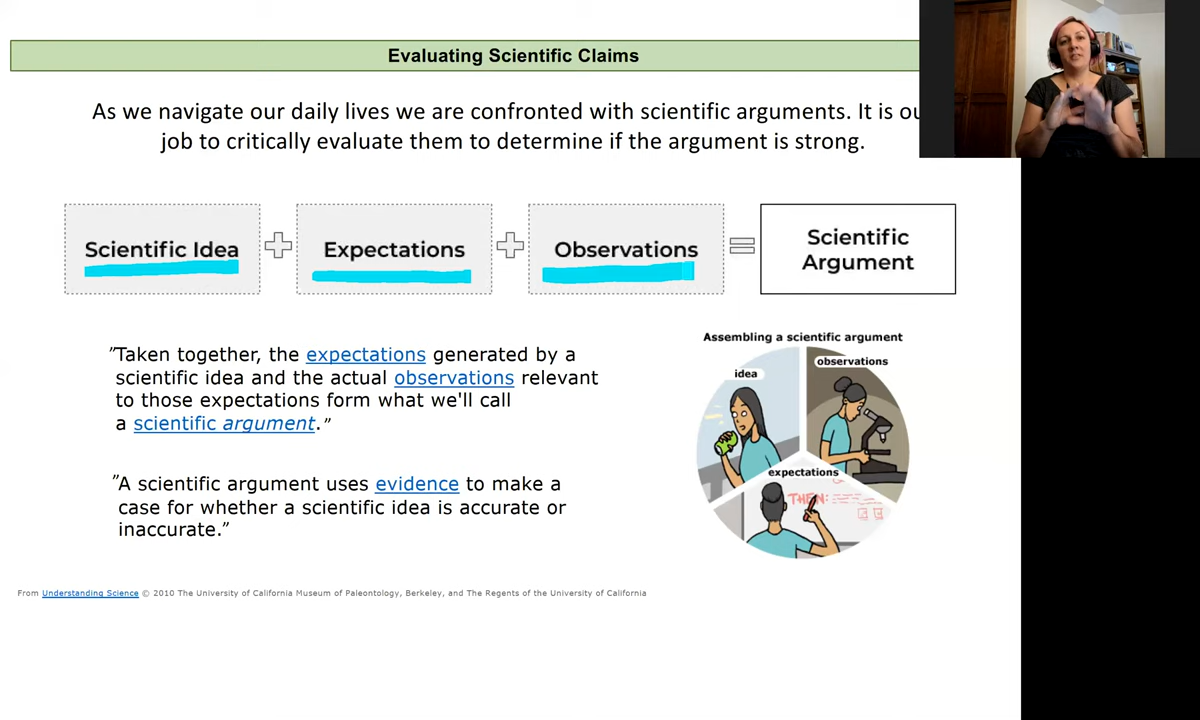 Evaluating Scientific Claims
As we navigate our daily lives we are confronted with scientific arguments. It is ou
job to critically evaluate them to determine if the argument is strong.
Scientific Idea
Expectations
Observations
Scientific
Argument
"Taken together, the expectations generated by a
scientific idea and the actual observations relevant
to those expectations form what we'll call
a scientific argument."
"A scientific argument uses evidence to make a
case for whether a scientific idea is accurate or
inaccurate."
Assembling a scientific argument
idea
observations
expectations
THEN:
From Understanding Science © 2010 The University of California Museum of Paleontology, Berkeley, and The Regents of the University of California